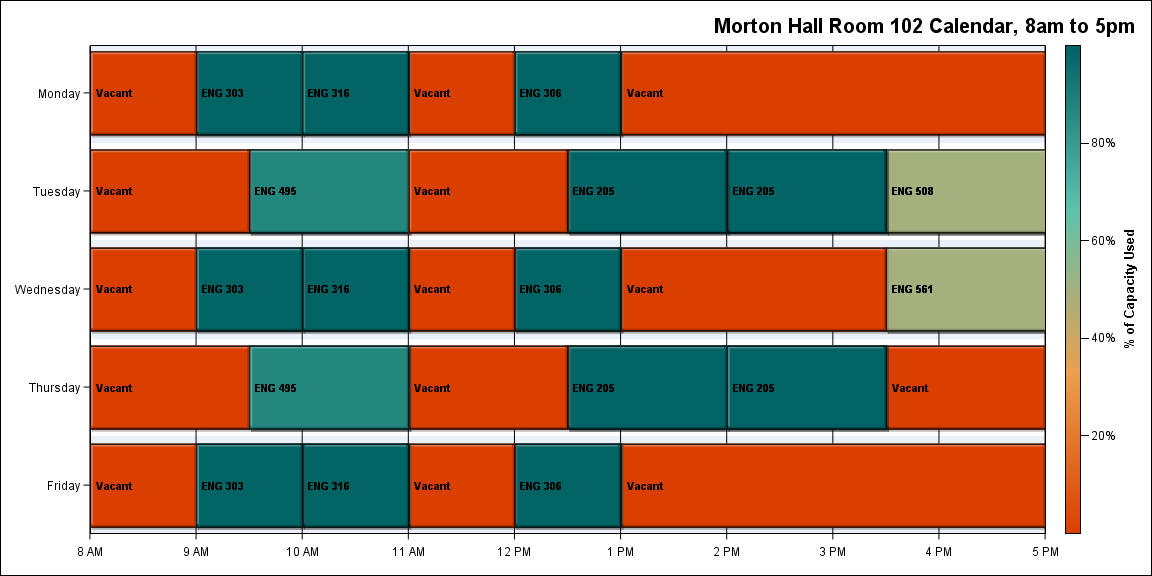 Morton Hall Room 102 Calendar, 8am to 5pm
Monday
Vacant
ENG 303
ENG 316
Vacant
ENG 306
Vacant
Tuesday
Vacant
ENG 495
Vacant
ENG 205
ENG 205
ENG 508
Wednesday
Vacant
ENG 303
ENG 316
Vacant
ENG 306
Vacant
ENG 561
Thursday
Vacant
ENG 495
Vacant
ENG 205
ENG 205
Vacant
Friday
Vacant
ENG 303
ENG 316
Vacant
ENG 306
Vacant
8 AM
9 AM
10 AM
11 AM
12 PM
1 PM
2 PM
3 PM
4 PM
5 PM
80%
60%
40%
20%
% of Capacity Used